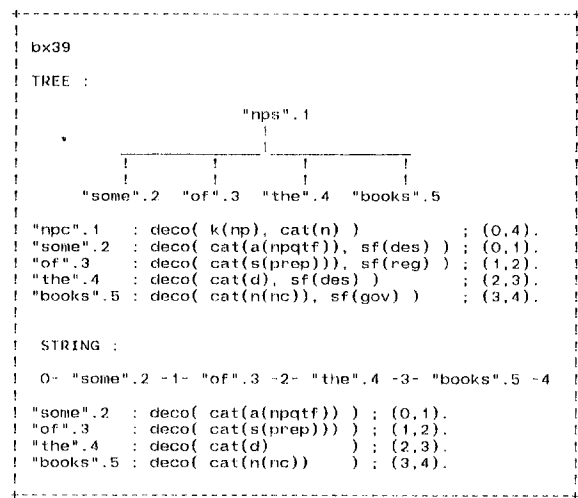 bx39
TREE :
"nps".1
"some".2 "of".3 "the".4 "books".5
"npc".1 : deco( k(np), cat(n) ) ; (0,4).
"some".2 : deco( cat(a(npqtf)), sf(des) ) ; (0,1).
"of".3 : deco( cat(s(prep))), sf(reg) ) ; (1,2).
"the".4 : deco( cat(d), sf(des) ) ; (2,3).
"books".5 : deco( cat(n(nc)), sf(gov) ) ; (3,4).
STRING :
0- "some".2 -1- "of".3 -2- "the".4 -3- "books".5 -4
"some".2 : deco( cat(a(npqtf)) ) ; (0,1).
"of".3 : deco( cat(s(prep))) ) ; (1,2).
"the".4 : deco( cat(d) ) ; (2,3).
"books".5 : deco( cat(n(nc)) ) ; (3,4).